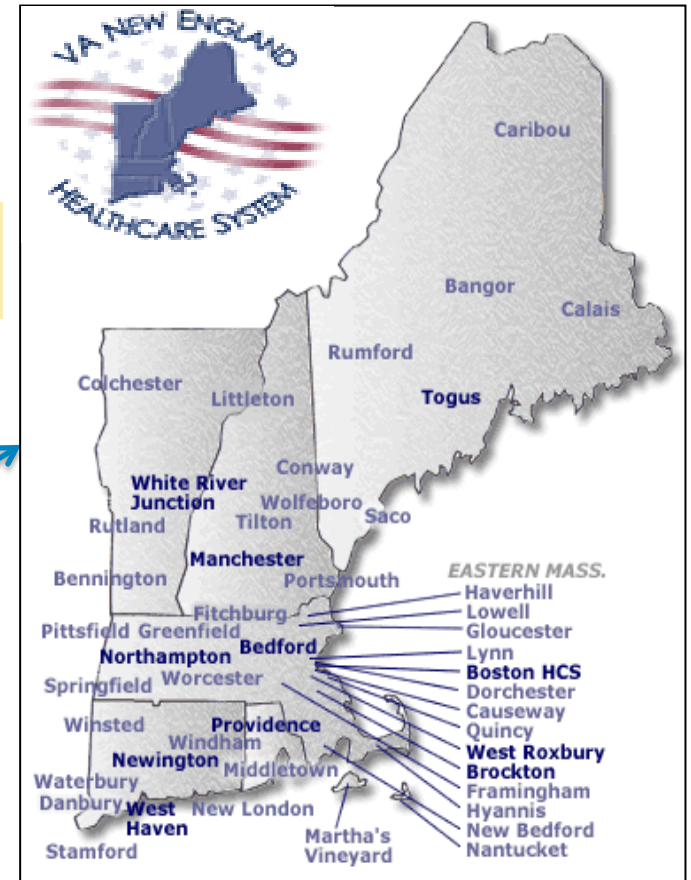 VA NEW ENGLAND
HEALTHCARE SYSTEM
Caribou
Bangor
Calais
Rumford
Togus
Colchester
Littleton
Conway
White River
Junction
Wolfeboro
Saco
Rutland
Tilton
Manchester
Bennington
Portsmouth
EASTERN MASS.
Haverhill
Fitchburg
Lowell
Pittsfield
Greenfield
Gloucester
Bedford
Lynn
Northampton
Boston HCS
Springfield
Worcester
Dorchester
Causeway
Winsted
Providence
Quincy
Windham
West Roxbury
Newington
Middletown
Brockton
Waterbury
Framingham
Danbury
West
Haven
New London
Hyannis
Martha's
Vineyard
New Bedford
Stamford
Nantucket